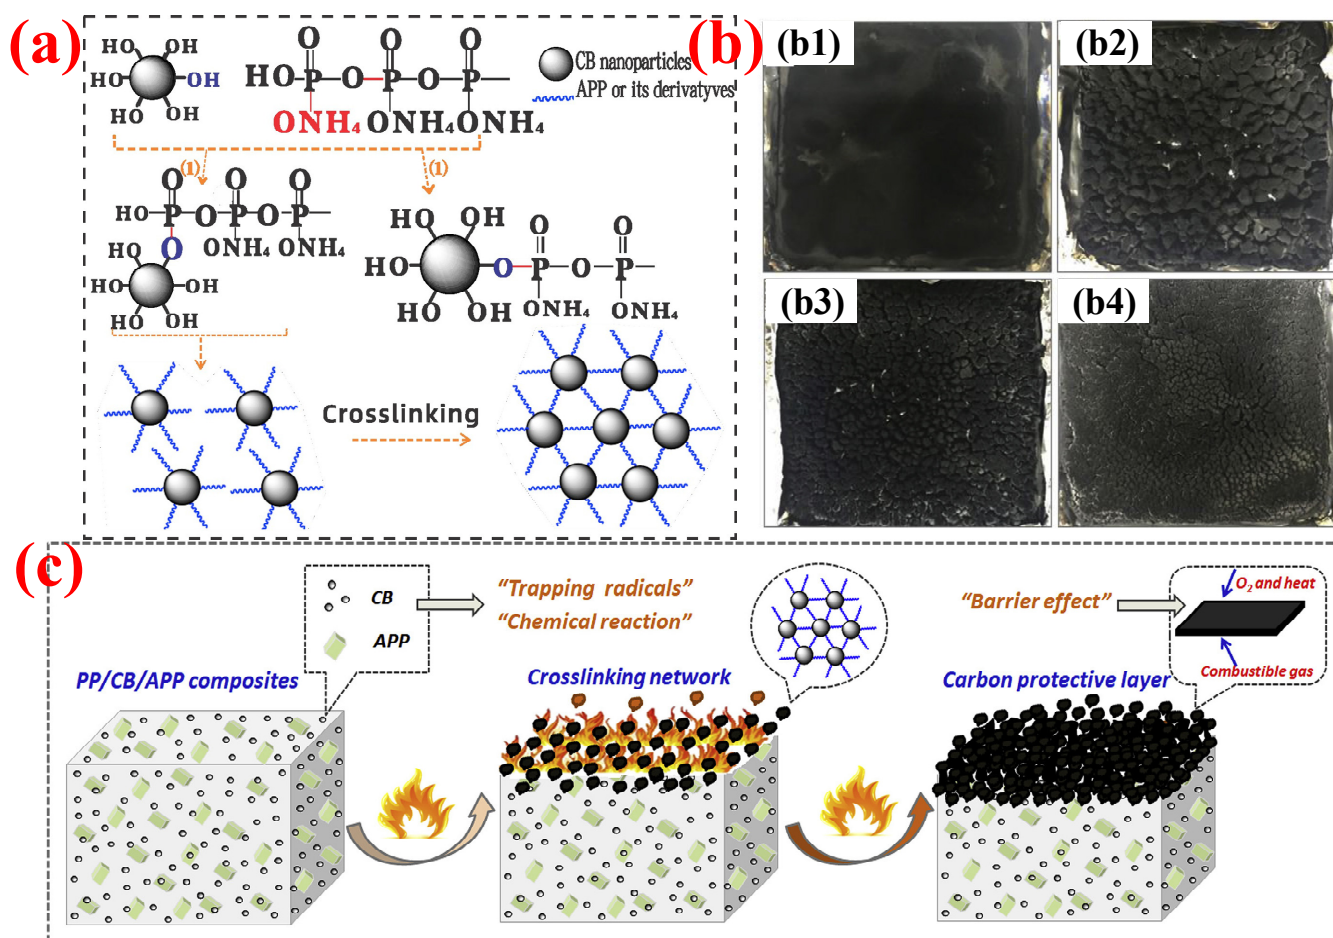 (a)
HO
OH
HO
OH
HO
OH
O
O
O
HO
P
O
P
O
P
ONH4
ONH4
ONH4
CB nanoparticles
APP or its derivatyves
(1)
(1)
O
O
O
HO
P
O
P
O
P
O
ONH4
ONH4
HO
HO
OH
HO
OH
HO
OH
HO
HO
OH
O
O
O
P
O
P
ONH4
ONH4
Crosslinking
(b)
(b1)
(b2)
(b3)
(b4)
(c)
CB
APP
“Trapping radicals”
“Chemical reaction”
“Barrier effect”
O2 and heat
Combustible gas
PP/CB/APP composites
Crosslinking network
Carbon protective layer